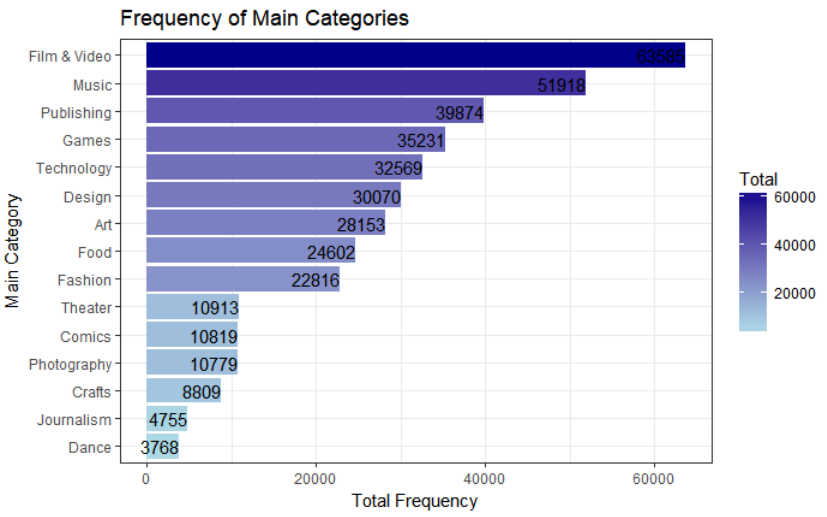 Frequency of Main Categories
Film & Video 63585
Music 51918
Publishing 39874
Games 35231
Technology 32569
Design 30070
Art 28153
Food 24602
Fashion 22816
Theater 10913
Comics 10819
Photography 10779
Crafts 8809
Journalism 4755
Dance 3768
0 20000 40000 60000
Total Frequency
Main Category
Total
60000
40000
20000